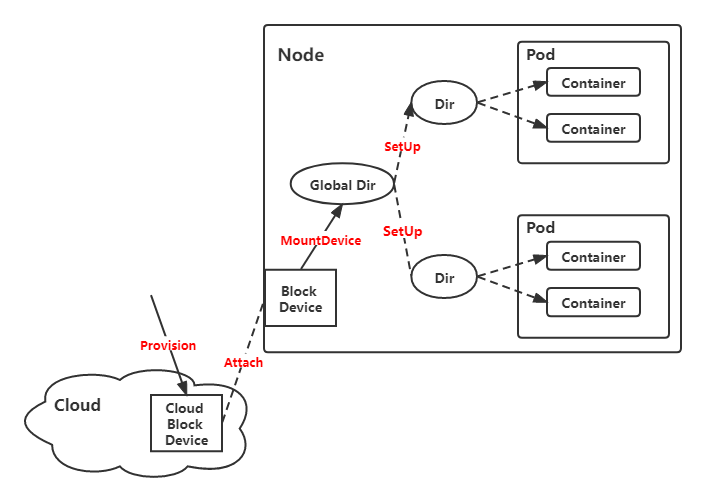 Node
Pod
Container
Dir
Container
SetUp
Global Dir
SetUp
Pod
MountDevice
Container
Dir
Block
Device
Container
Provision
Attach
Cloud
Cloud
Block
Device